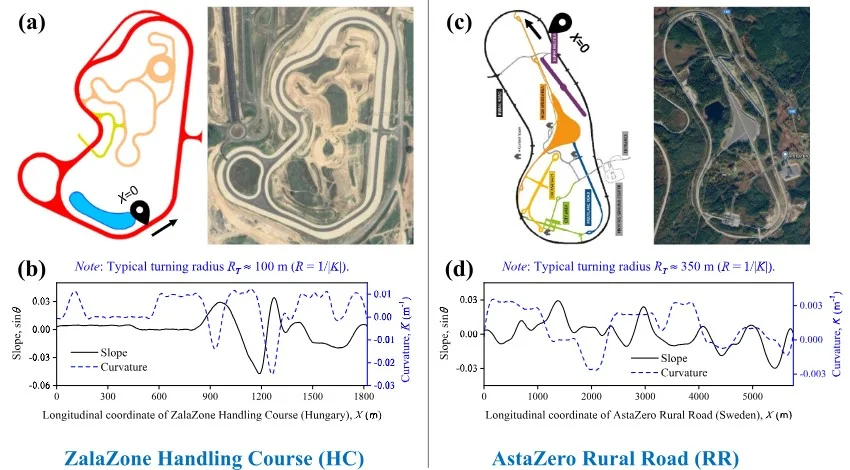 (a)
X=0
(c)
X=0
(b)
Note: Typical turning radius R_T ≈ 100 m (R = 1/|K|).
Slope, sinθ
0.03
0.00
-0.03
-0.06
Slope
Curvature
0.01
0.00
-0.01
-0.02
-0.03
Curvature, K (m⁻¹)
0 300 600 900 1200 1500 1800
Longitudinal coordinate of ZalaZone Handling Course (Hungary), X (m)
ZalaZone Handling Course (HC)
(d)
Note: Typical turning radius R_T ≈ 350 m (R = 1/|K|).
Slope, sinθ
0.03
0.00
-0.03
Slope
Curvature
0.003
0.000
-0.003
Curvature, K (m⁻¹)
0 1000 2000 3000 4000 5000
Longitudinal coordinate of AstaZero Rural Road (Sweden), X (m)
AstaZero Rural Road (RR)